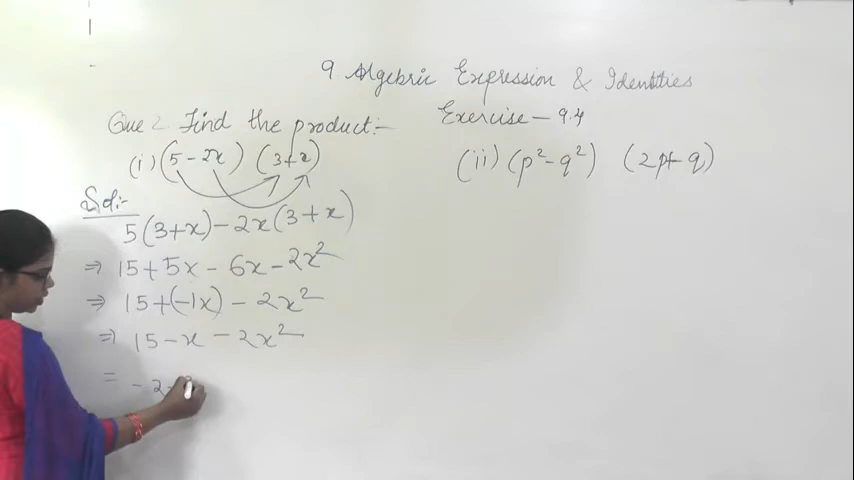 9. Algebric Expression & Identities
Que 2. Find the product:- Exercise - 9.4
(i) (5 - 2x) (3 + x) (ii) (p² - q²) (2p + q)
Sol:-
5(3+x) - 2x(3 + x)
⇒ 15 + 5x - 6x - 2x²
⇒ 15 + (-1x) - 2x²
⇒ 15 - x - 2x²
= - 2